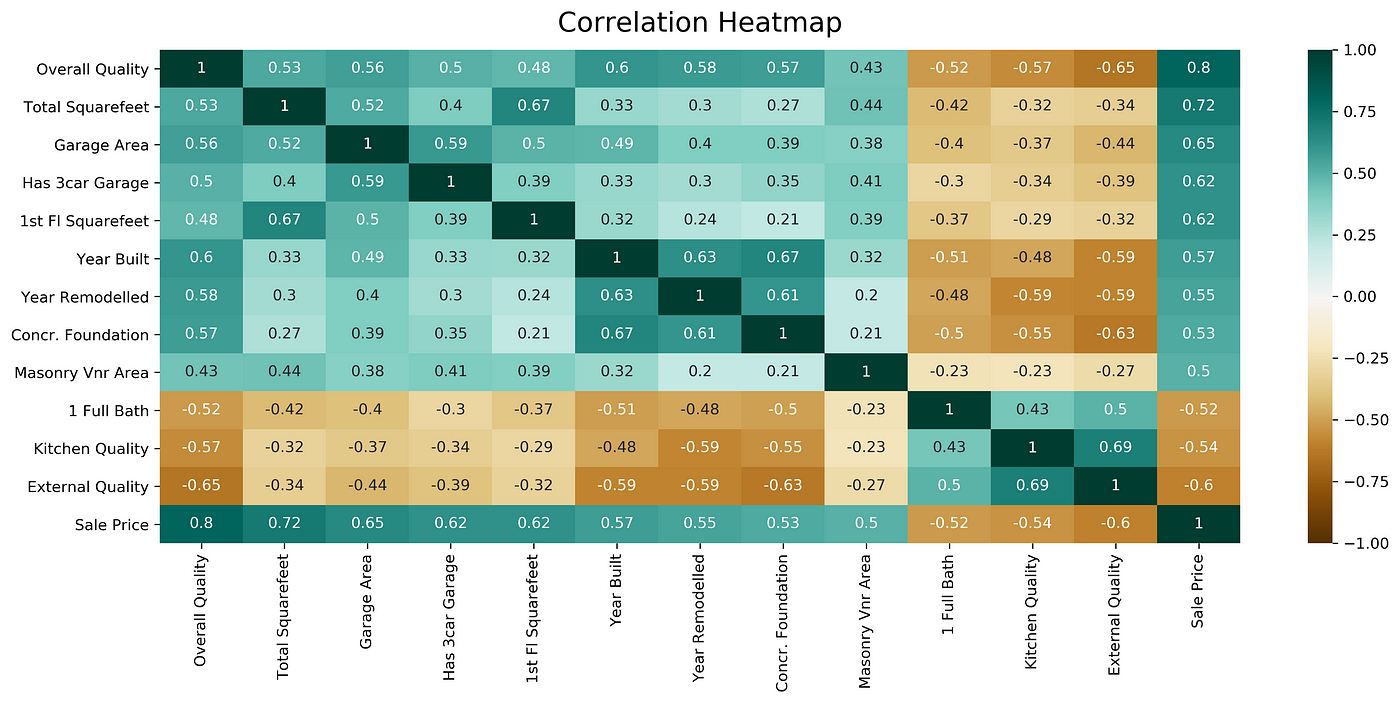 Correlation Heatmap
Overall Quality 1 0.53 0.56 0.5 0.48 0.6 0.58 0.57 0.43 -0.52 -0.57 -0.65 0.8
Total Squarefeet 0.53 1 0.52 0.4 0.67 0.33 0.3 0.27 0.44 -0.42 -0.32 -0.34 0.72
Garage Area 0.56 0.52 1 0.59 0.5 0.49 0.4 0.39 0.38 -0.4 -0.37 -0.44 0.65
Has 3car Garage 0.5 0.4 0.59 1 0.39 0.33 0.3 0.35 0.41 -0.3 -0.34 -0.39 0.62
1st Fl Squarefeet 0.48 0.67 0.5 0.39 1 0.32 0.24 0.21 0.39 -0.37 -0.29 -0.32 0.62
Year Built 0.6 0.33 0.49 0.33 0.32 1 0.63 0.67 0.32 -0.51 -0.48 -0.59 0.57
Year Remodelled 0.58 0.3 0.4 0.3 0.24 0.63 1 0.61 0.2 -0.48 -0.59 -0.59 0.55
Concr. Foundation 0.57 0.27 0.39 0.35 0.21 0.67 0.61 1 0.21 -0.5 -0.55 -0.63 0.53
Masonry Vnr Area 0.43 0.44 0.38 0.41 0.39 0.32 0.2 0.21 1 -0.23 -0.23 -0.27 0.5
1 Full Bath -0.52 -0.42 -0.4 -0.3 -0.37 -0.51 -0.48 -0.5 -0.23 1 0.43 0.5 -0.52
Kitchen Quality -0.57 -0.32 -0.37 -0.34 -0.29 -0.48 -0.59 -0.55 -0.23 0.43 1 0.69 -0.54
External Quality -0.65 -0.34 -0.44 -0.39 -0.32 -0.59 -0.59 -0.63 -0.27 0.5 0.69 1 -0.6
Sale Price 0.8 0.72 0.65 0.62 0.62 0.57 0.55 0.53 0.5 -0.52 -0.54 -0.6 1
Overall Quality
Total Squarefeet
Garage Area
Has 3car Garage
1st Fl Squarefeet
Year Built
Year Remodelled
Concr. Foundation
Masonry Vnr Area
1 Full Bath
Kitchen Quality
External Quality
Sale Price
1.00
0.75
0.50
0.25
0.00
−0.25
−0.50
−0.75
−1.00